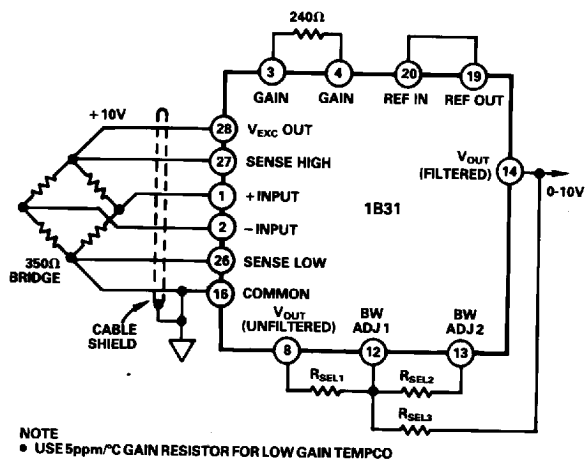 240Ω
3
4
20
19
GAIN
GAIN
REF IN
REF OUT
+10V
28
VEXC OUT
27
SENSE HIGH
VOUT
(FILTERED)
14
0-10V
1
+INPUT
1B31
2
−INPUT
350Ω
BRIDGE
26
SENSE LOW
16
COMMON
CABLE
SHIELD
VOUT
(UNFILTERED)
BW
ADJ 1
BW
ADJ 2
8
12
13
RSEL1
RSEL2
RSEL3
NOTE
• USE 5ppm/°C GAIN RESISTOR FOR LOW GAIN TEMPCO